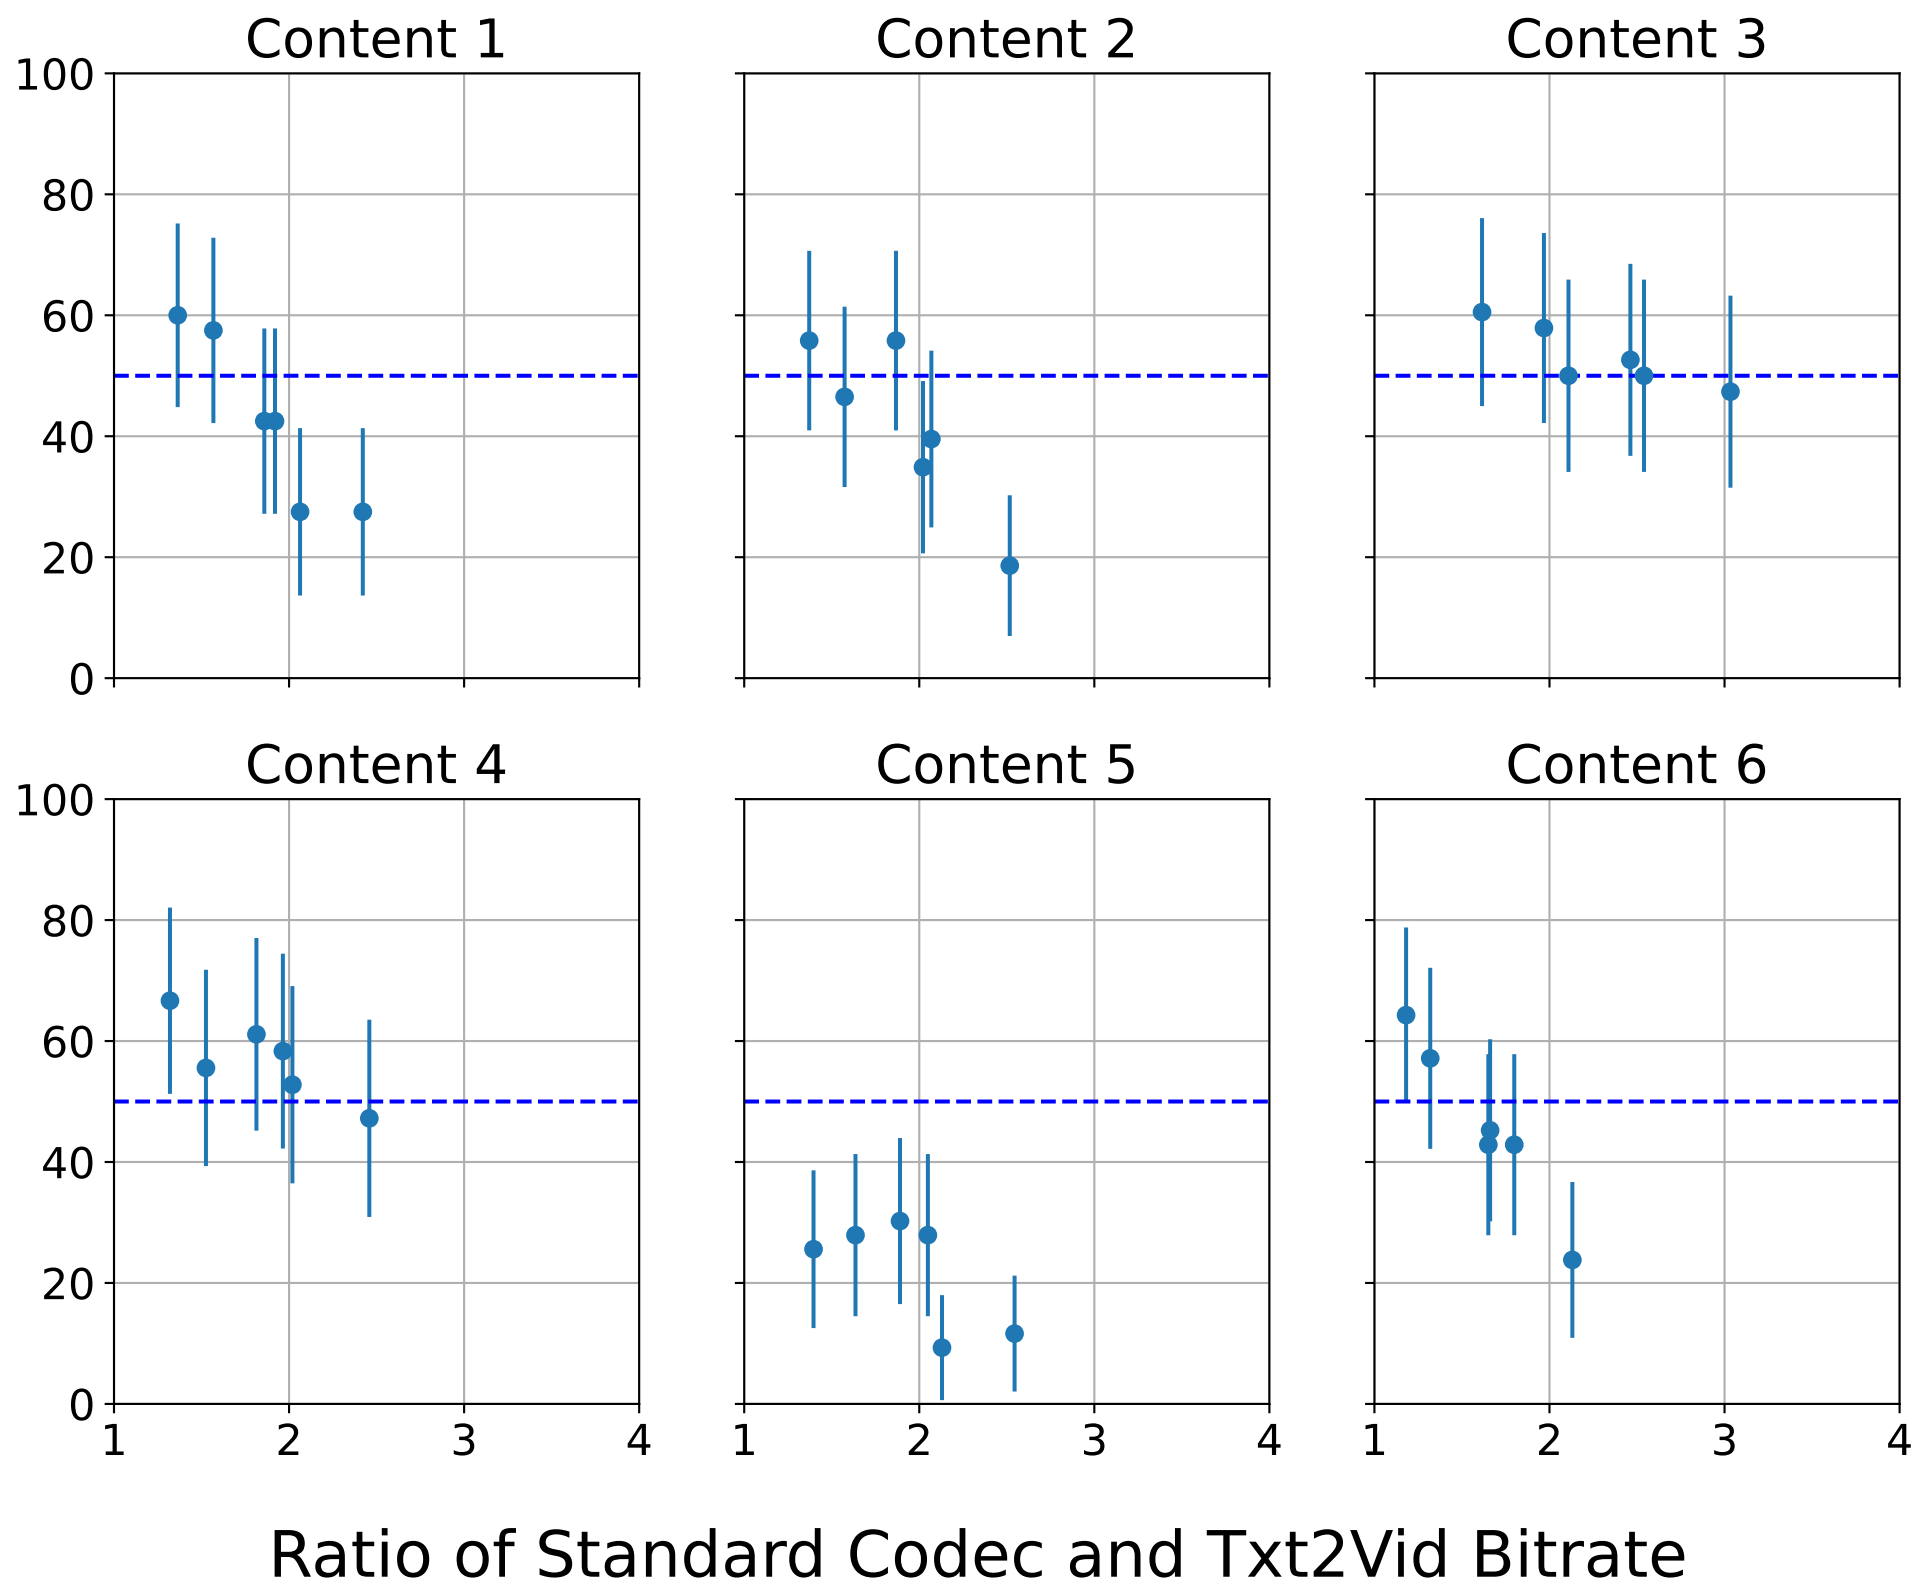 Content 1
Content 2
Content 3
100
80
60
40
20
0
Content 4
Content 5
Content 6
100
80
60
40
20
0
1 2 3 4
1 2 3 4
1 2 3 4
Ratio of Standard Codec and Txt2Vid Bitrate